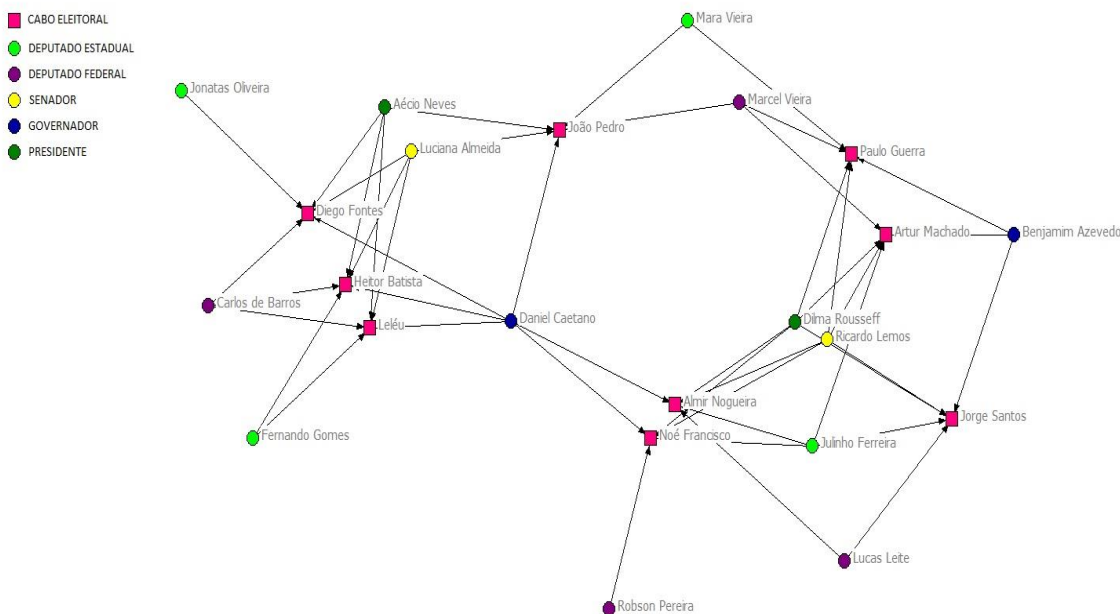 CABO ELEITORAL
DEPUTADO ESTADUAL
DEPUTADO FEDERAL
SENADOR
GOVERNADOR
PRESIDENTE
Mara Vieira
Jonatas Oliveira
Aécio Neves
Marcel Vieira
João Pedro
Luciana Almeida
Paulo Guerra
Diego Fontes
Artur Machado
Benjamim Azevedo
Heitor Batista
Carlos de Barros
Leléu
Daniel Caetano
Dilma Rousseff
Ricardo Lemos
Almir Nogueira
Jorge Santos
Fernando Gomes
Noé Francisco
Julinho Ferreira
Lucas Leite
Robson Pereira